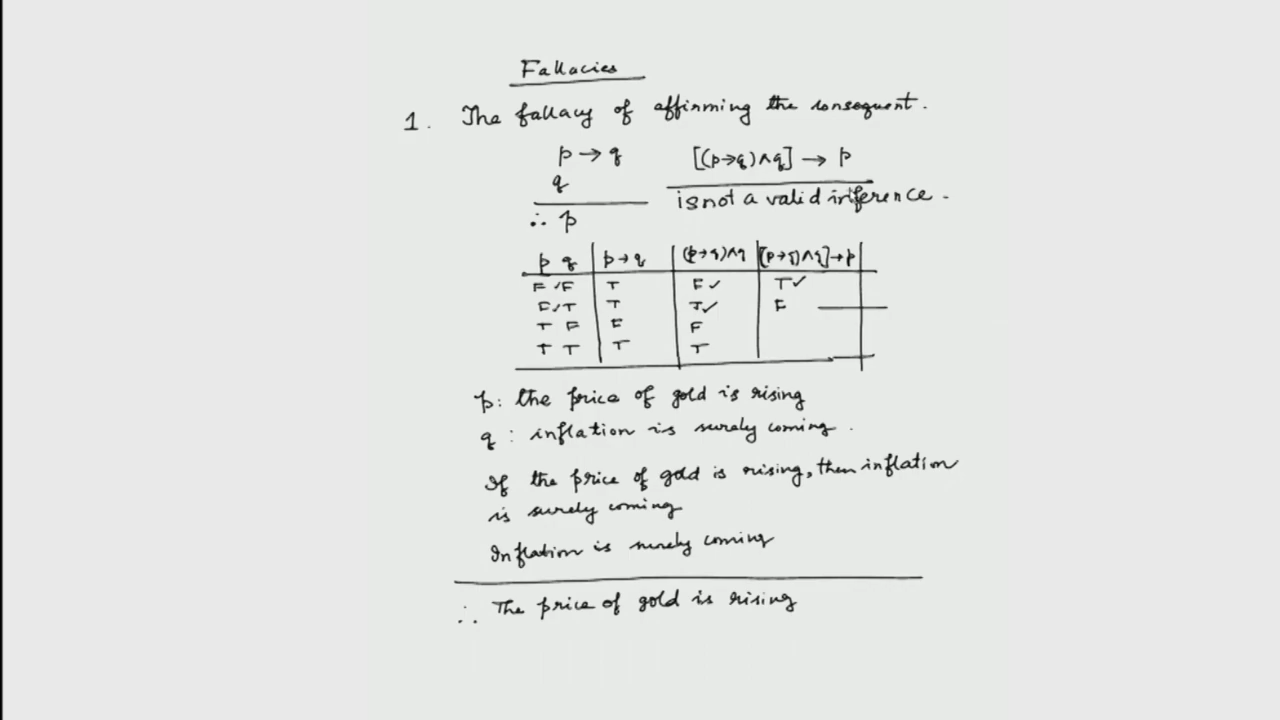 Fallacies
1. The fallacy of affirming the consequent.
p → q [(p→q)∧q] → p
q
is not a valid inference.
∴ p
p q p → q (p→q)∧q [(p→q)∧q]→p
F ✓ F T F ✓ T ✓
F ✓ T T T ✓ F
T F F F
T T T T
p: the price of gold is rising
q: inflation is surely coming.
If the price of gold is rising, then inflation
is surely coming
Inflation is surely coming
∴ The price of gold is rising